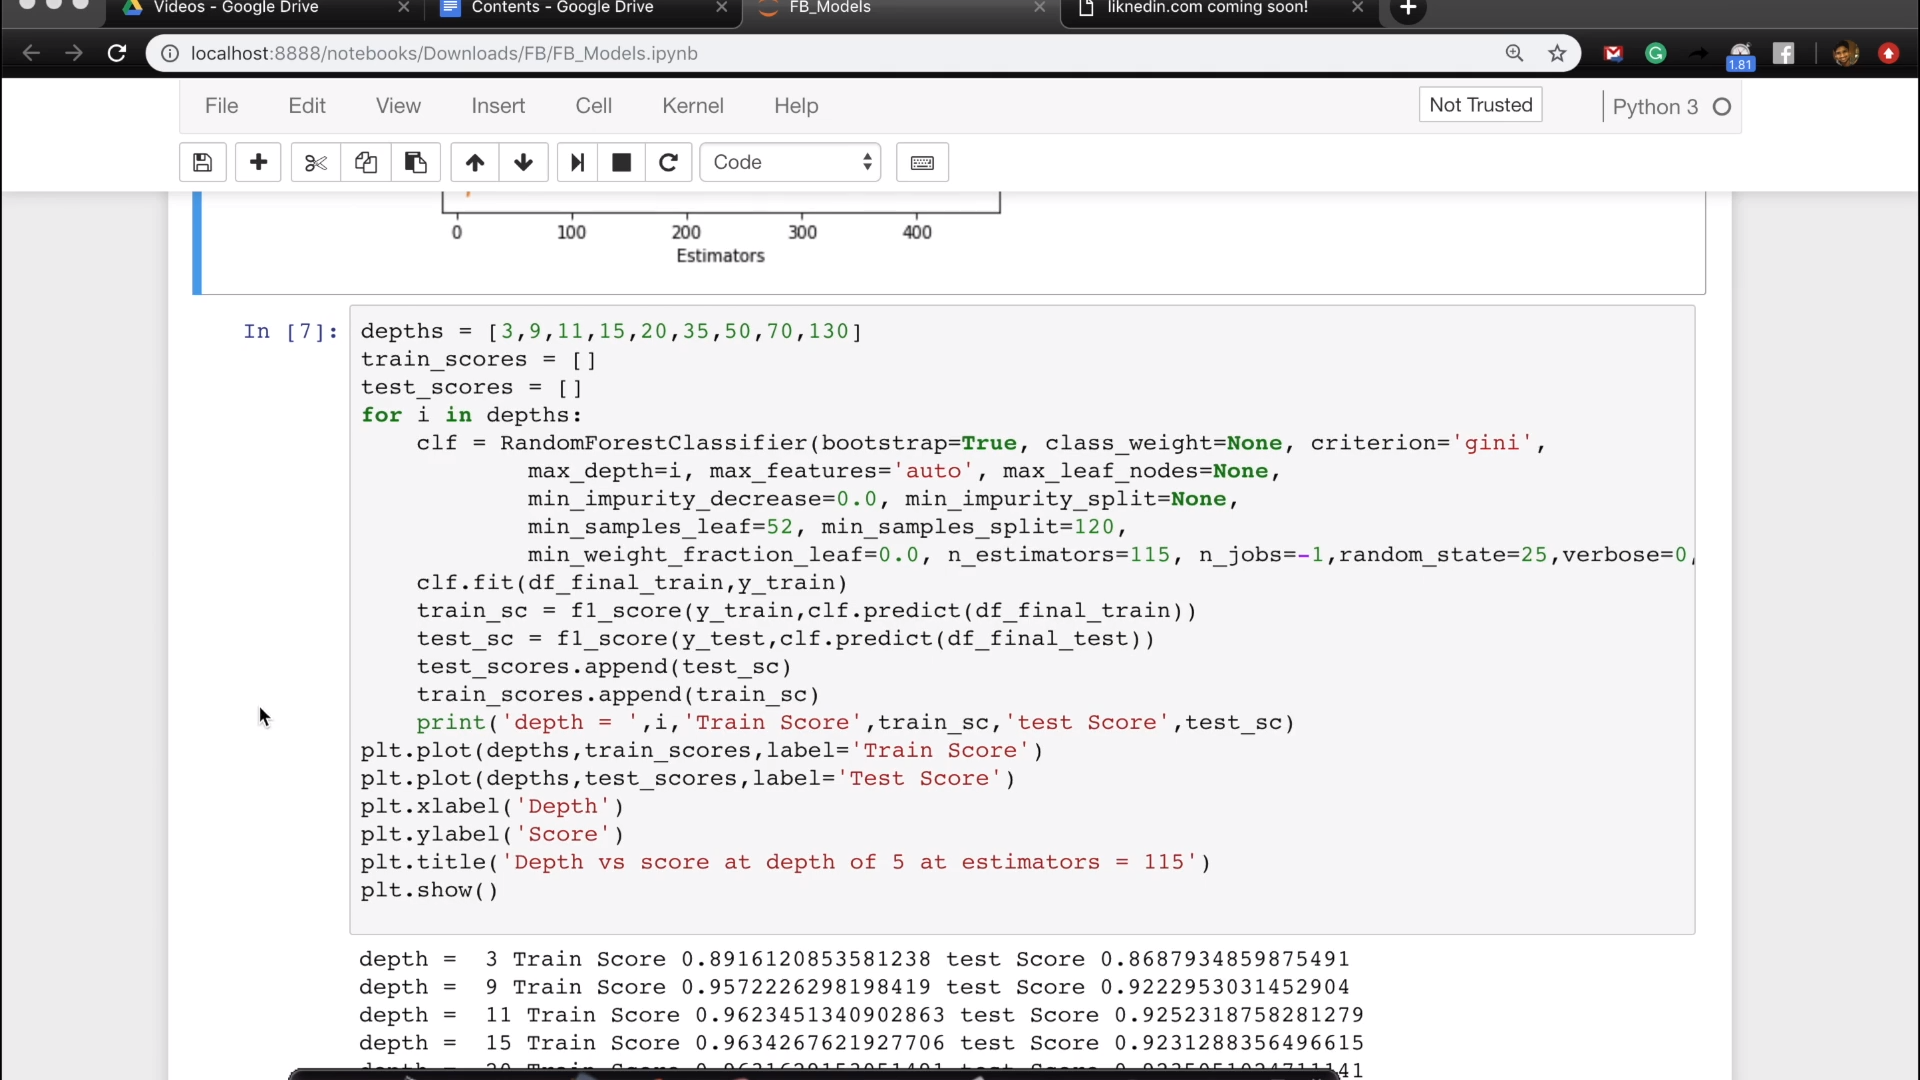 Videos - Google Drive
Contents - Google Drive
FB_Models
liknedin.com coming soon!
localhost:8888/notebooks/Downloads/FB/FB_Models.ipynb
1.81
File Edit View Insert Cell Kernel Help
Not Trusted
Python 3
Code
0 100 200 300 400
Estimators
In [7]:
depths = [3,9,11,15,20,35,50,70,130]
train_scores = []
test_scores = []
for i in depths:
    clf = RandomForestClassifier(bootstrap=True, class_weight=None, criterion='gini',
            max_depth=i, max_features='auto', max_leaf_nodes=None,
            min_impurity_decrease=0.0, min_impurity_split=None,
            min_samples_leaf=52, min_samples_split=120,
            min_weight_fraction_leaf=0.0, n_estimators=115, n_jobs=-1,random_state=25,verbose=0,
    clf.fit(df_final_train,y_train)
    train_sc = f1_score(y_train,clf.predict(df_final_train))
    test_sc = f1_score(y_test,clf.predict(df_final_test))
    test_scores.append(test_sc)
    train_scores.append(train_sc)
    print('depth = ',i,'Train Score',train_sc,'test Score',test_sc)
plt.plot(depths,train_scores,label='Train Score')
plt.plot(depths,test_scores,label='Test Score')
plt.xlabel('Depth')
plt.ylabel('Score')
plt.title('Depth vs score at depth of 5 at estimators = 115')
plt.show()
depth =  3 Train Score 0.8916120853581238 test Score 0.8687934859875491
depth =  9 Train Score 0.9572226298198419 test Score 0.9222953031452904
depth =  11 Train Score 0.9623451340902863 test Score 0.9252318758281279
depth =  15 Train Score 0.9634267621927706 test Score 0.9231288356496615
depth =  20 Train Score test Score